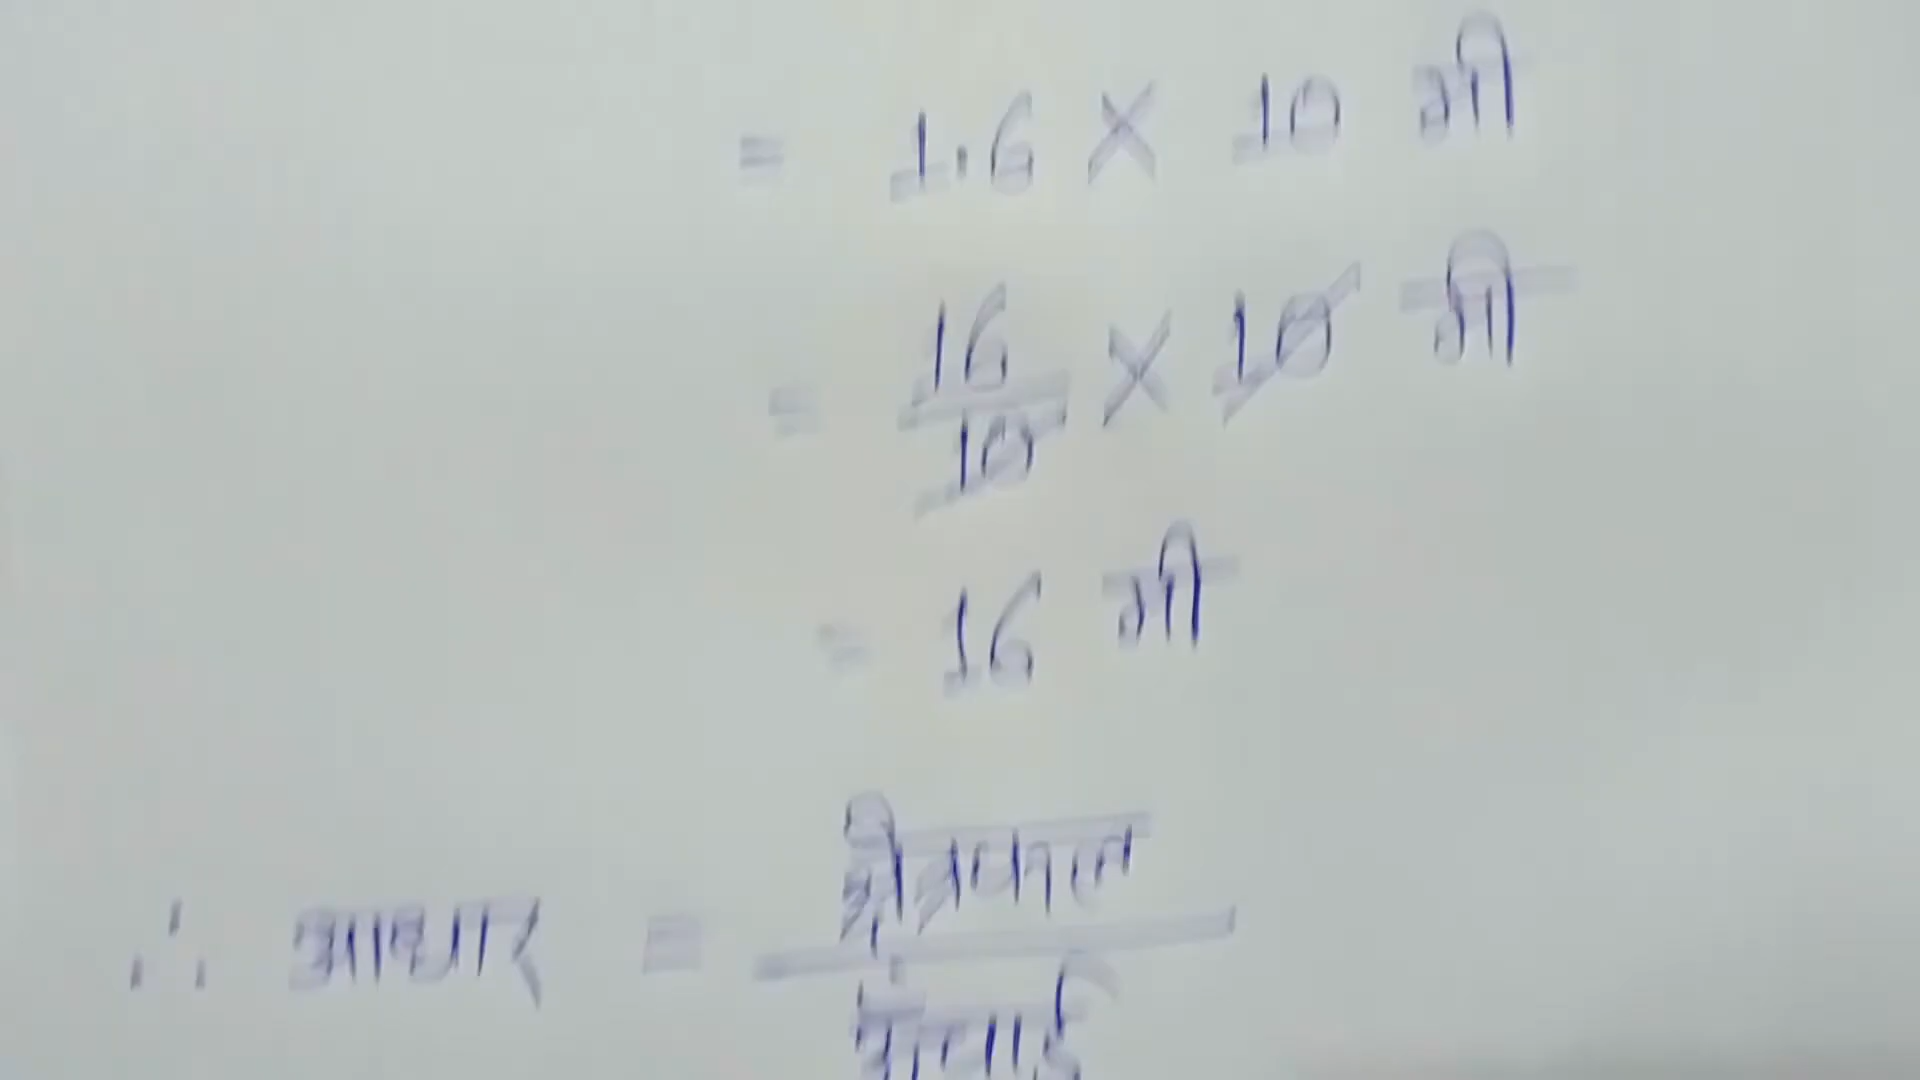 = 1.6 × 10 मी
= 16/10 × 10 मी
= 16 मी
∴ आधार = क्षेत्रफल
ऊँचाई